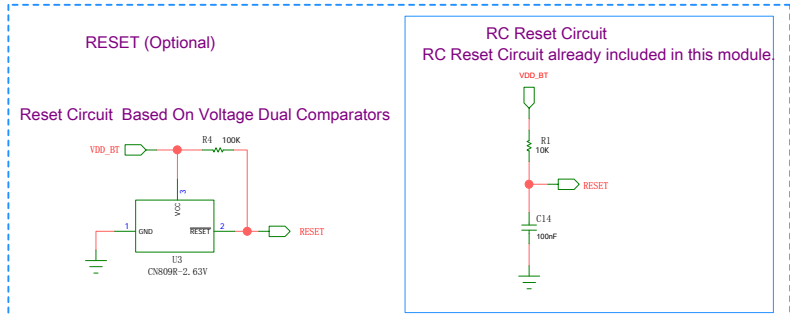 RESET (Optional)
Reset Circuit  Based On Voltage Dual Comparators
R4 100K
VDD_BT
3
VCC
1 GND RESET 2
RESET
U3
CN809R-2.63V
RC Reset Circuit
RC Reset Circuit already included in this module.
VDD_BT
R1
10K
RESET
C14
100nF